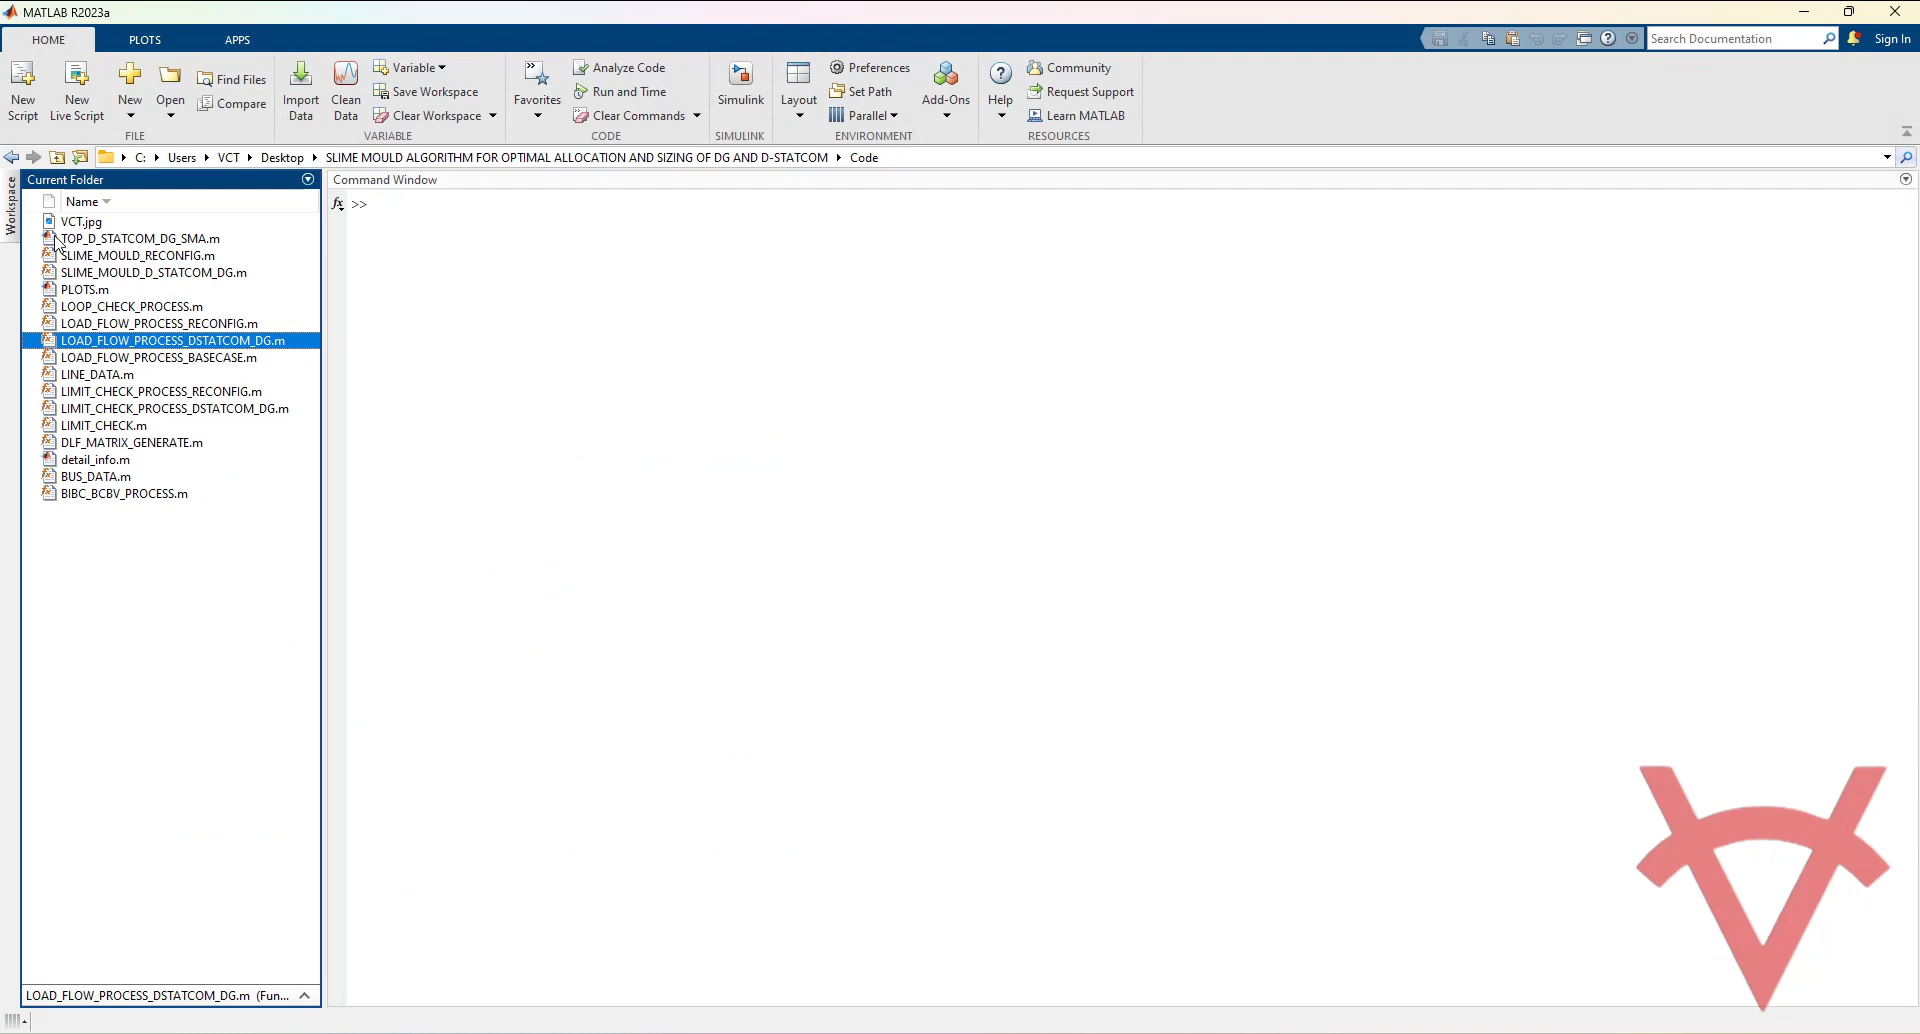 MATLAB R2023a
HOME PLOTS APPS
Search Documentation Sign In
New Script
New Live Script
New
Open
Find Files
Compare
FILE
Import Data
Clean Data
Variable
Save Workspace
Clear Workspace
VARIABLE
Favorites
Analyze Code
Run and Time
Clear Commands
CODE
Simulink
SIMULINK
Layout
Preferences
Set Path
Parallel
Add-Ons
ENVIRONMENT
Help
Community
Request Support
Learn MATLAB
RESOURCES
C: Users VCT Desktop SLIME MOULD ALGORITHM FOR OPTIMAL ALLOCATION AND SIZING OF DG AND D-STATCOM Code
Workspace
Current Folder
Name
VCT.jpg
TOP_D_STATCOM_DG_SMA.m
SLIME_MOULD_RECONFIG.m
SLIME_MOULD_D_STATCOM_DG.m
PLOTS.m
LOOP_CHECK_PROCESS.m
LOAD_FLOW_PROCESS_RECONFIG.m
LOAD_FLOW_PROCESS_DSTATCOM_DG.m
LOAD_FLOW_PROCESS_BASECASE.m
LINE_DATA.m
LIMIT_CHECK_PROCESS_RECONFIG.m
LIMIT_CHECK_PROCESS_DSTATCOM_DG.m
LIMIT_CHECK.m
DLF_MATRIX_GENERATE.m
detail_info.m
BUS_DATA.m
BIBC_BCBV_PROCESS.m
LOAD_FLOW_PROCESS_DSTATCOM_DG.m (Fun...
Command Window
fx >>